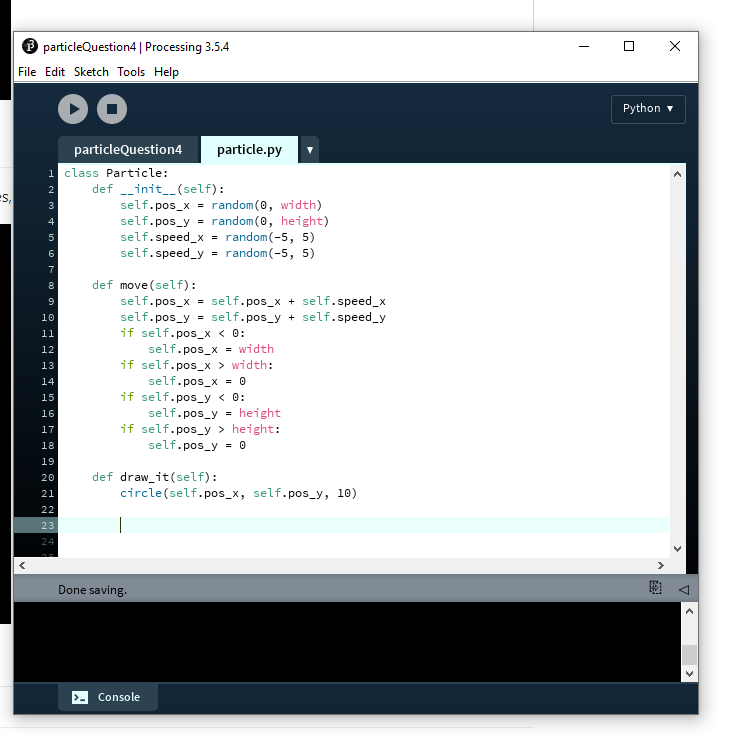 es,
particleQuestion4 | Processing 3.5.4
File Edit Sketch Tools Help
Python ▼
particleQuestion4 particle.py ▼
1 class Particle:
2     def __init__(self):
3         self.pos_x = random(0, width)
4         self.pos_y = random(0, height)
5         self.speed_x = random(-5, 5)
6         self.speed_y = random(-5, 5)
7
8     def move(self):
9         self.pos_x = self.pos_x + self.speed_x
10         self.pos_y = self.pos_y + self.speed_y
11         if self.pos_x < 0:
12             self.pos_x = width
13         if self.pos_x > width:
14             self.pos_x = 0
15         if self.pos_y < 0:
16             self.pos_y = height
17         if self.pos_y > height:
18             self.pos_y = 0
19
20     def draw_it(self):
21         circle(self.pos_x, self.pos_y, 10)
22
23
24
25
Done saving.
Console